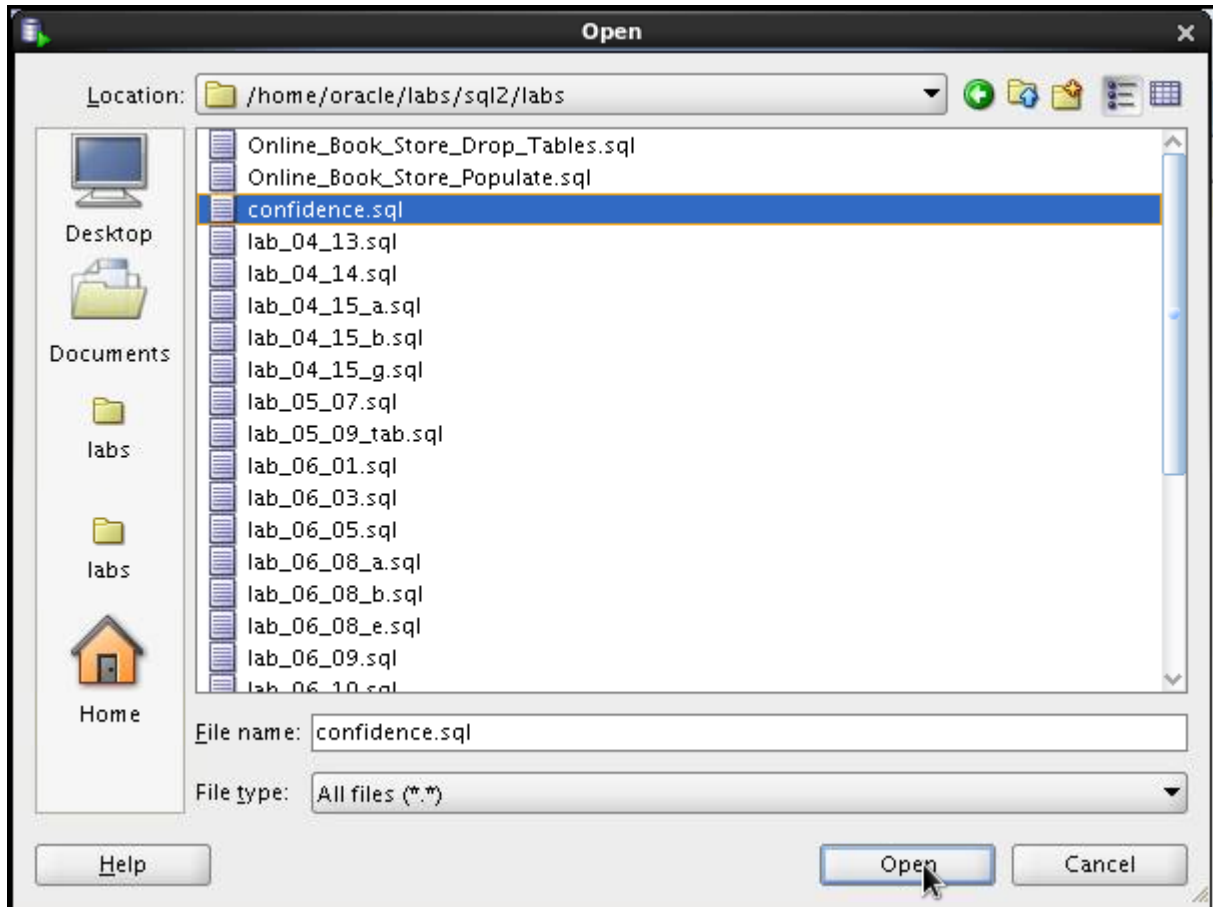 Open
Location: /home/oracle/labs/sql2/labs
Desktop
Documents
labs
labs
Home
Online_Book_Store_Drop_Tables.sql
Online_Book_Store_Populate.sql
confidence.sql
lab_04_13.sql
lab_04_14.sql
lab_04_15_a.sql
lab_04_15_b.sql
lab_04_15_g.sql
lab_05_07.sql
lab_05_09_tab.sql
lab_06_01.sql
lab_06_03.sql
lab_06_05.sql
lab_06_08_a.sql
lab_06_08_b.sql
lab_06_08_e.sql
lab_06_09.sql
lab_06_10.sql
File name: confidence.sql
File type: All files (*.*)
Help
Open
Cancel